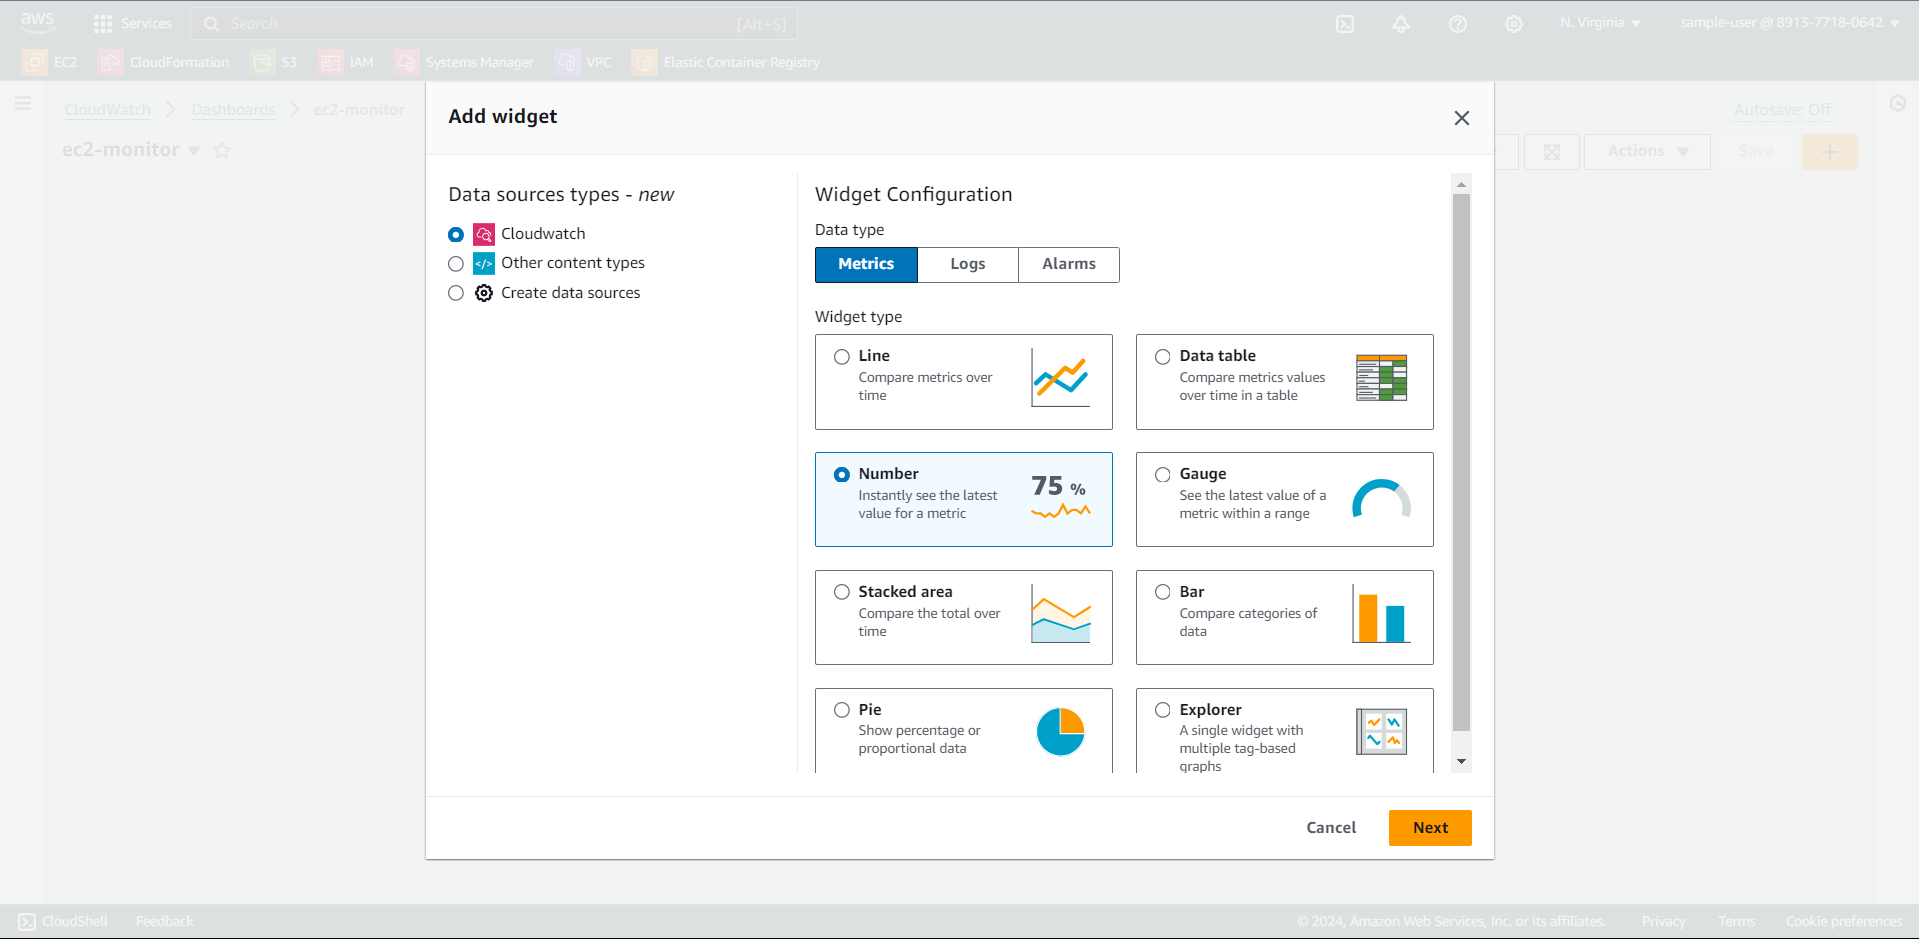 aws
Services
Search
[Alt+S]
N. Virginia
sample-user @ 8913-7718-0642
EC2
CloudFormation
S3
IAM
Systems Manager
VPC
Elastic Container Registry
CloudWatch
Dashboards
ec2-monitor
Autosave: Off
ec2-monitor
Actions
Save
Add widget
Data sources types - new
Cloudwatch
Other content types
Create data sources
Widget Configuration
Data type
Metrics
Logs
Alarms
Widget type
Line
Compare metrics over
time
Data table
Compare metrics values
over time in a table
Number
Instantly see the latest
value for a metric
75 %
Gauge
See the latest value of a
metric within a range
Stacked area
Compare the total over
time
Bar
Compare categories of
data
Pie
Show percentage or
proportional data
Explorer
A single widget with
multiple tag-based
graphs
Cancel
Next
CloudShell
Feedback
© 2024, Amazon Web Services, Inc. or its affiliates.
Privacy
Terms
Cookie preferences